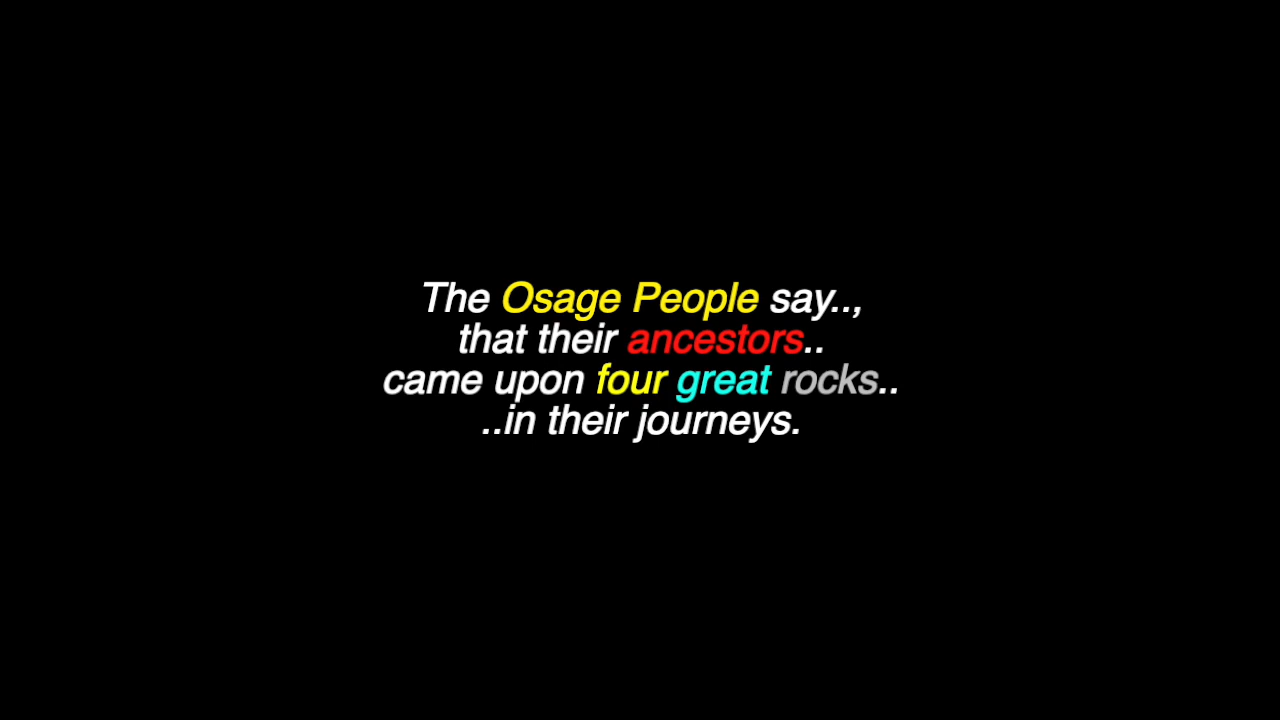 The Osage People say..,
that their ancestors..
came upon four great rocks..
..in their journeys.